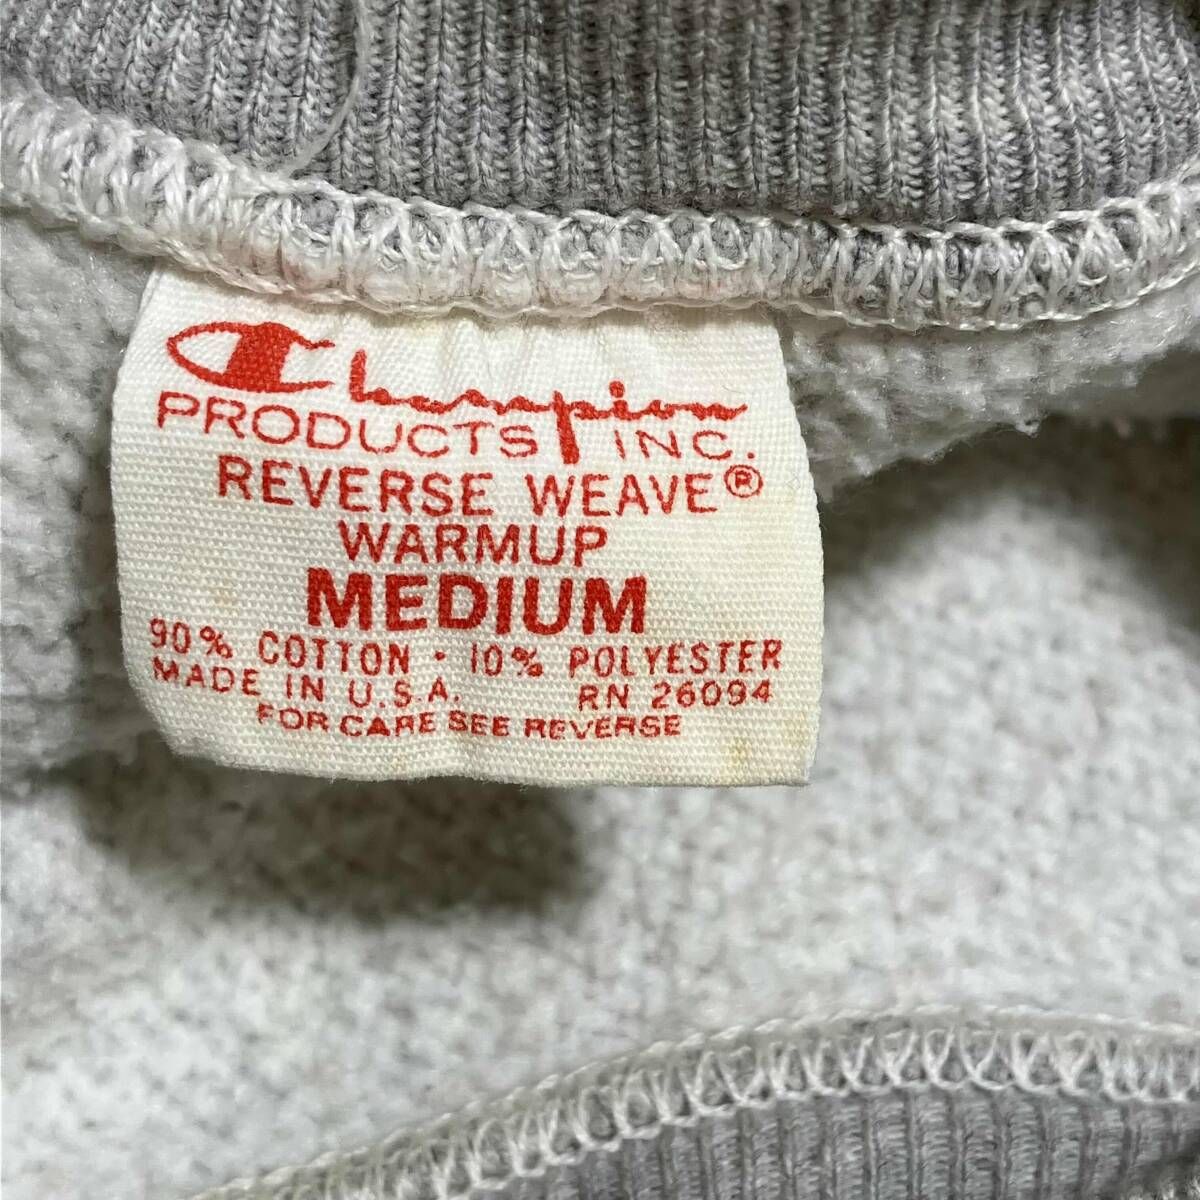 Champion
PRODUCTS INC.
REVERSE WEAVE®
WARMUP
MEDIUM
90% COTTON · 10% POLYESTER
MADE IN U.S.A. RN 26094
FOR CARE SEE REVERSE